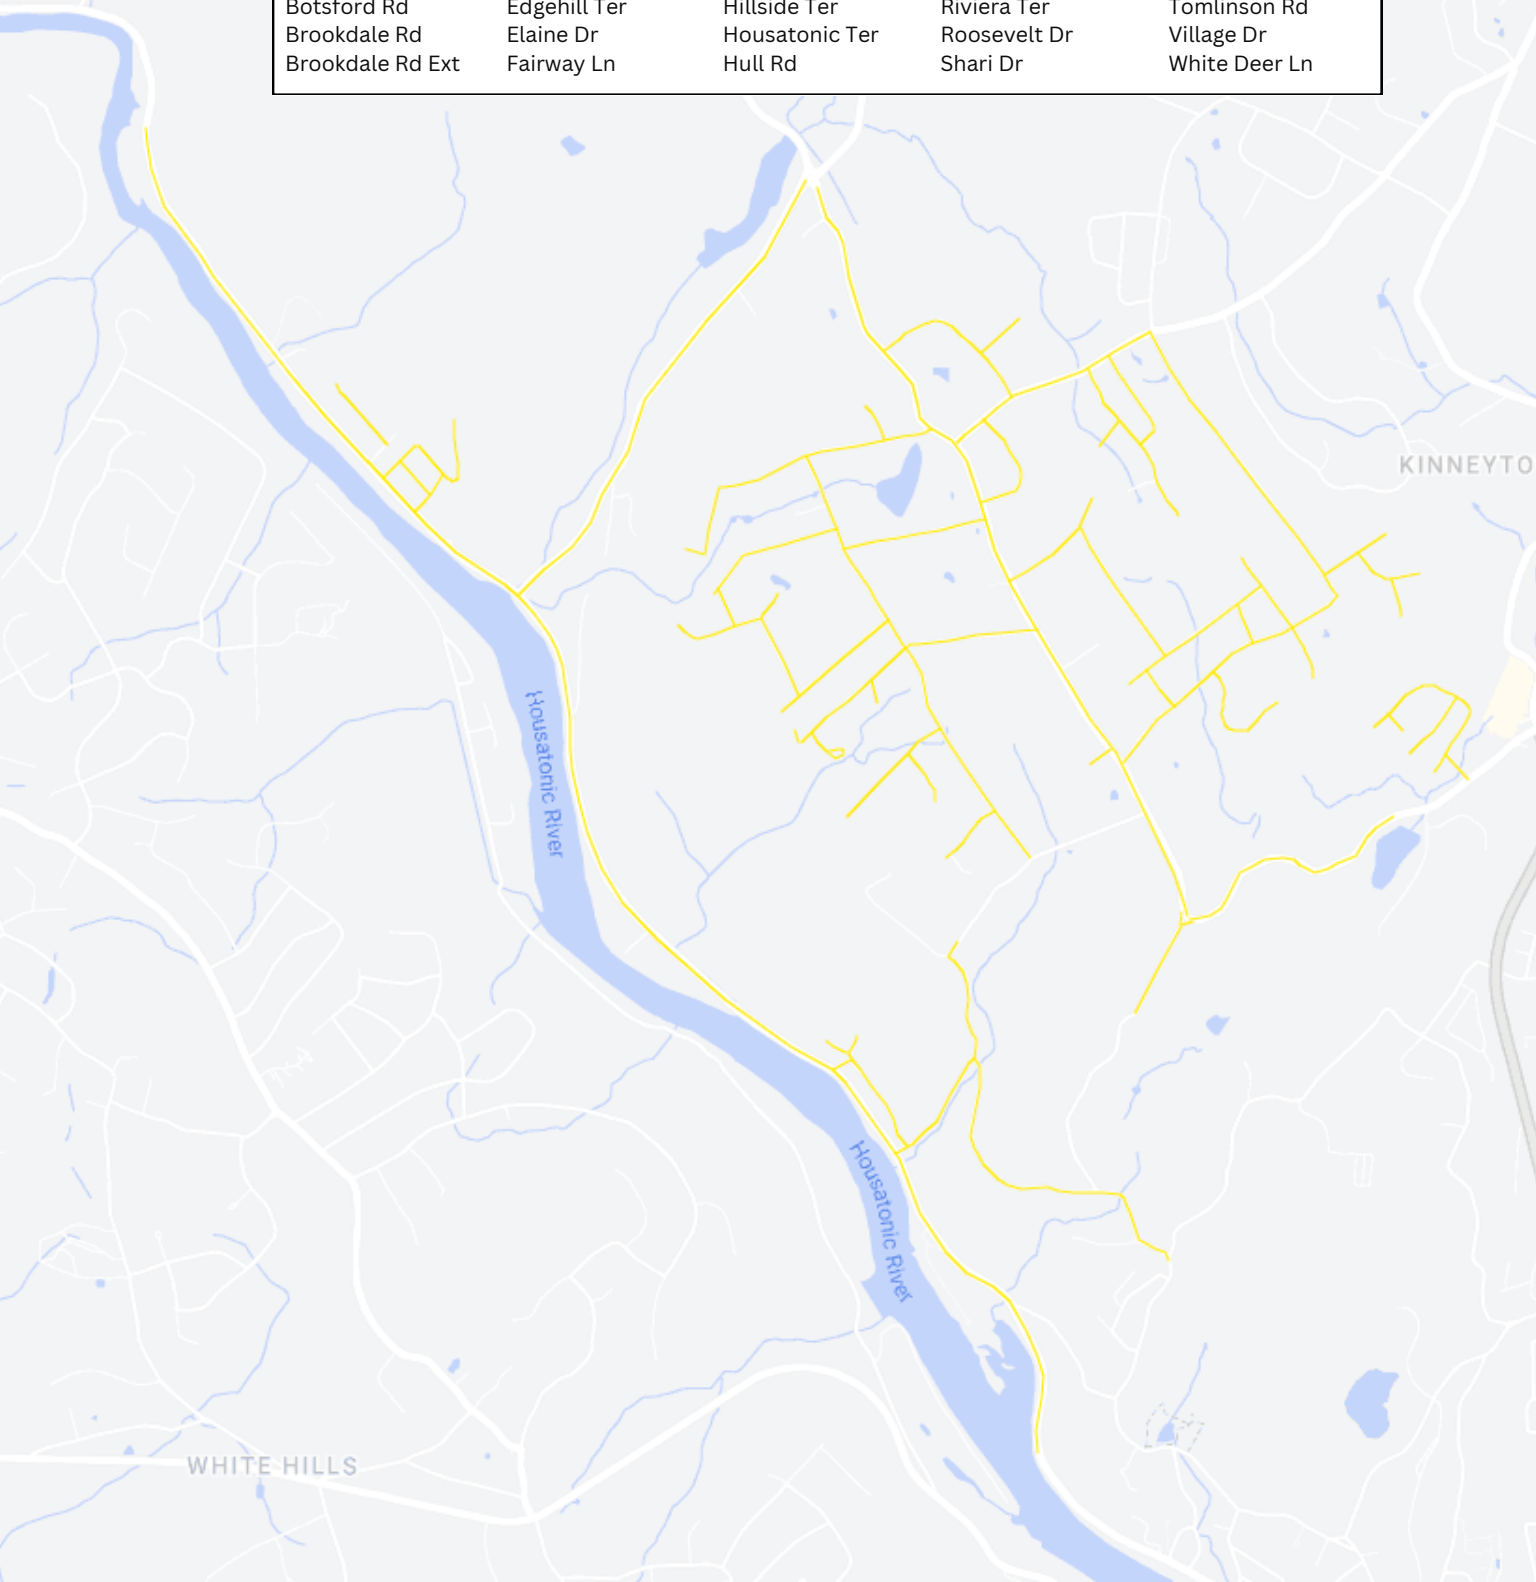 Botsford Rd Edgehill Ter Hillside Ter Riviera Ter Tomlinson Rd
Brookdale Rd Elaine Dr Housatonic Ter Roosevelt Dr Village Dr
Brookdale Rd Ext Fairway Ln Hull Rd Shari Dr White Deer Ln
KINNEYTO
Housatonic River
Housatonic River
WHITE HILLS